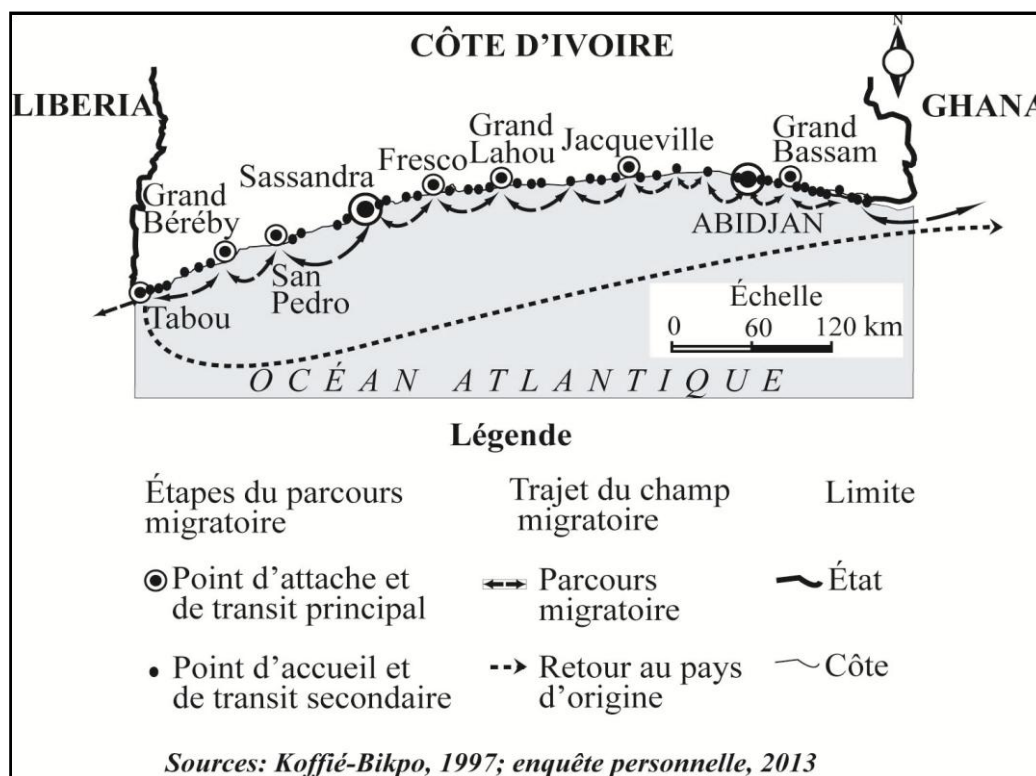 N
CÔTE D'IVOIRE
LIBERIA
GHANA
Grand
Lahou
Jacqueville
Grand
Bassam
Fresco
Sassandra
Grand
Béréby
ABIDJAN
San
Pedro
Tabou
Échelle
0 60 120 km
OCÉAN ATLANTIQUE
Légende
Étapes du parcours
migratoire
Point d'attache et
de transit principal
Point d'accueil et
de transit secondaire
Trajet du champ
migratoire
Parcours
migratoire
Retour au pays
d'origine
Limite
État
Côte
Sources: Koffié-Bikpo, 1997; enquête personnelle, 2013